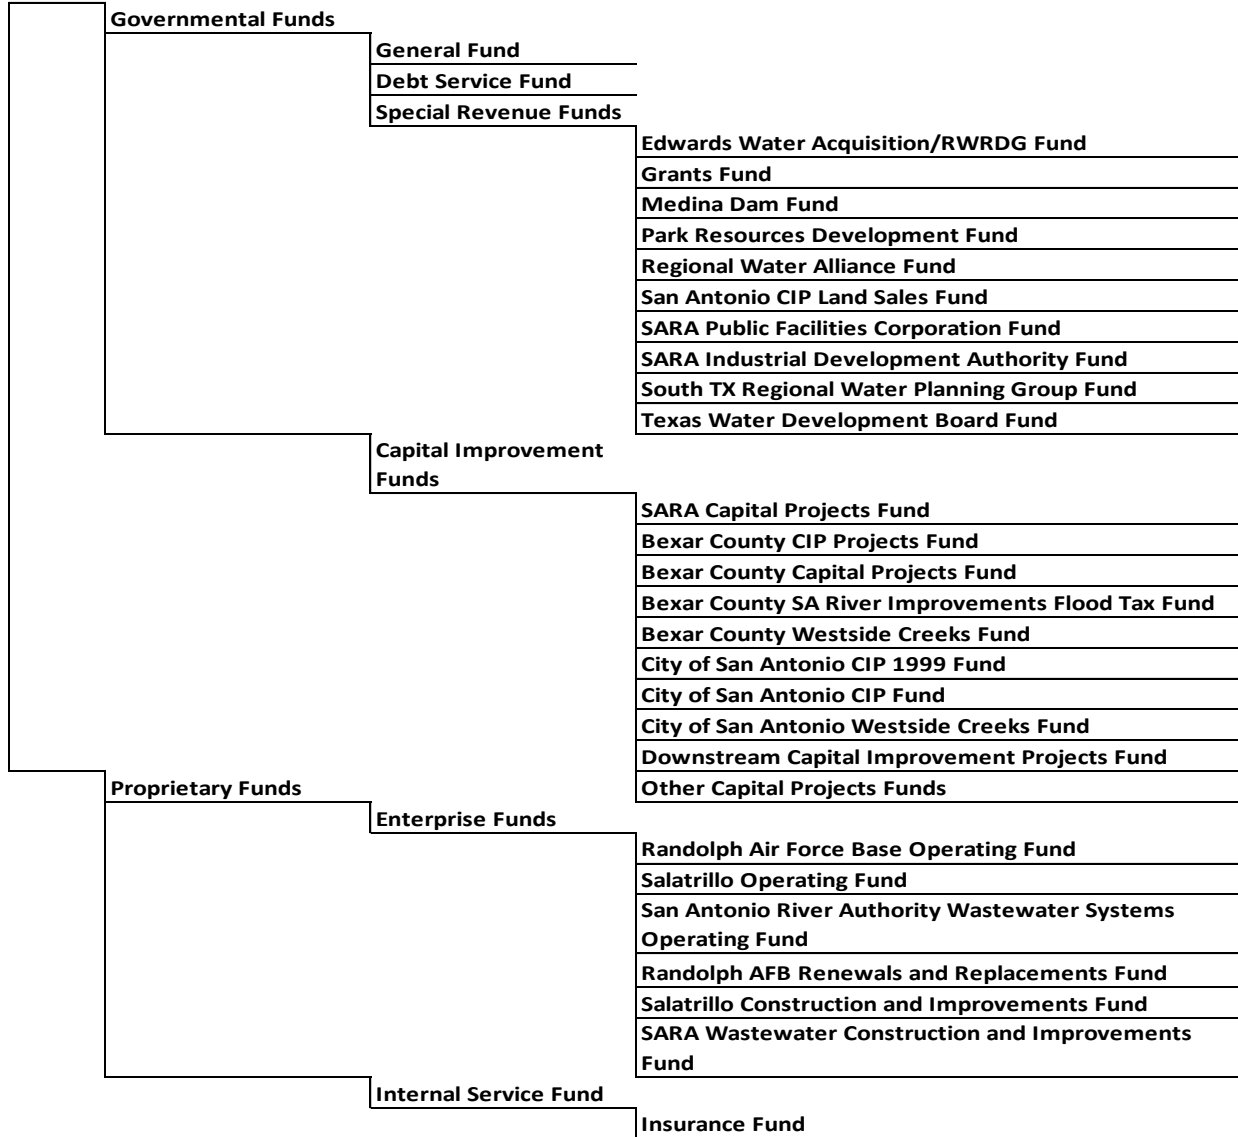 Governmental Funds
General Fund
Debt Service Fund
Special Revenue Funds
Edwards Water Acquisition/RWRDG Fund
Grants Fund
Medina Dam Fund
Park Resources Development Fund
Regional Water Alliance Fund
San Antonio CIP Land Sales Fund
SARA Public Facilities Corporation Fund
SARA Industrial Development Authority Fund
South TX Regional Water Planning Group Fund
Texas Water Development Board Fund
Capital Improvement
Funds
SARA Capital Projects Fund
Bexar County CIP Projects Fund
Bexar County Capital Projects Fund
Bexar County SA River Improvements Flood Tax Fund
Bexar County Westside Creeks Fund
City of San Antonio CIP 1999 Fund
City of San Antonio CIP Fund
City of San Antonio Westside Creeks Fund
Downstream Capital Improvement Projects Fund
Other Capital Projects Funds
Proprietary Funds
Enterprise Funds
Randolph Air Force Base Operating Fund
Salatrillo Operating Fund
San Antonio River Authority Wastewater Systems
Operating Fund
Randolph AFB Renewals and Replacements Fund
Salatrillo Construction and Improvements Fund
SARA Wastewater Construction and Improvements
Fund
Internal Service Fund
Insurance Fund